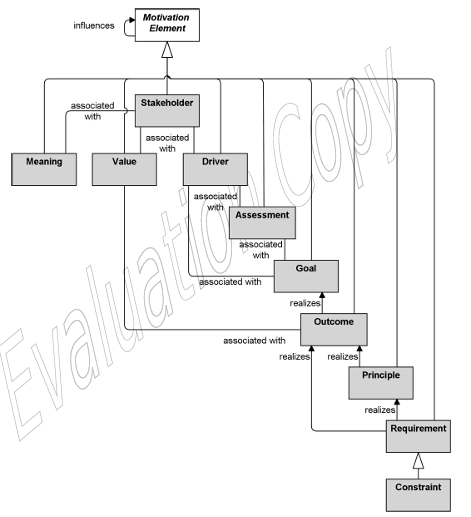 Motivation
Element
influences
Stakeholder
associated
with
associated
with
Meaning
Value
Driver
associated
with
Assessment
associated
with
Goal
associated with
realizes
Outcome
associated with
realizes
realizes
Principle
realizes
Requirement
Constraint
Evaluation Copy